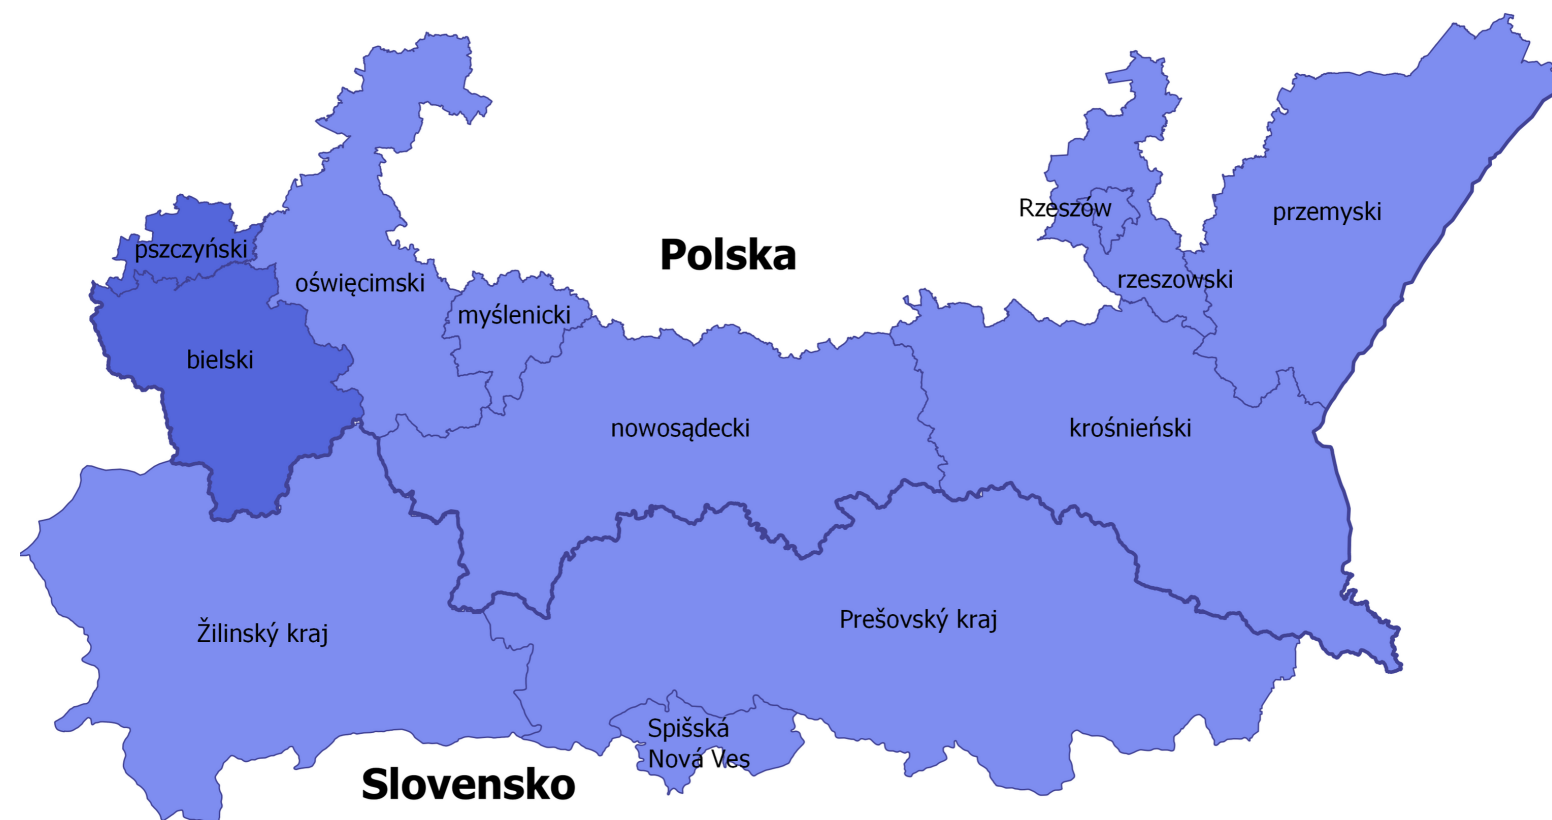 Rzeszów
przemyski
pszczyński
Polska
oświęcimski
rzeszowski
myślenicki
bielski
nowosądecki
krośnieński
Prešovský kraj
Žilinský kraj
Spišská
Nová Ves
Slovensko